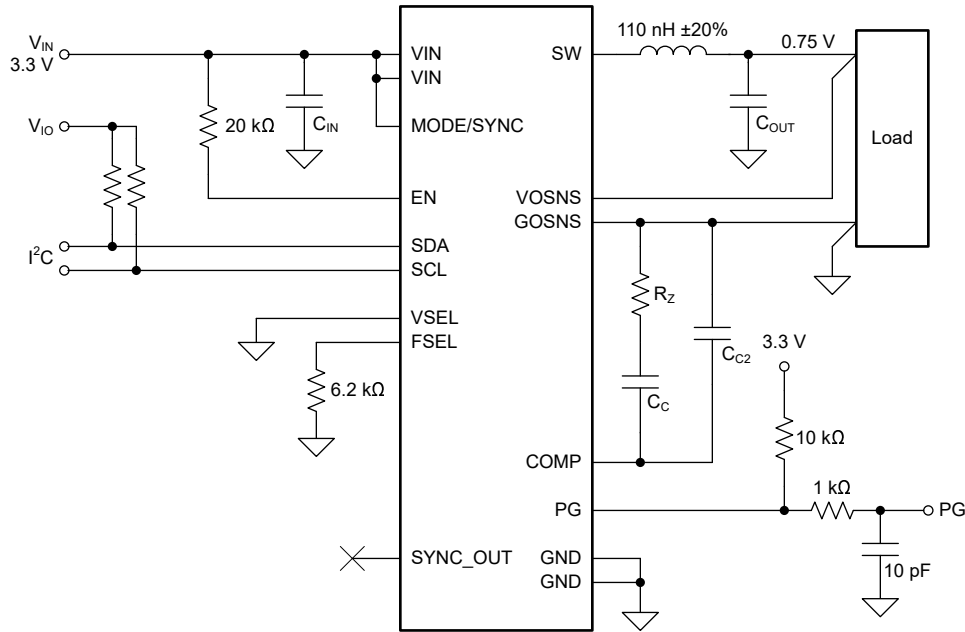 V_IN
3.3 V
V_IO
20 kΩ
C_IN
I²C
6.2 kΩ
VIN
VIN
MODE/SYNC
EN
SDA
SCL
VSEL
FSEL
SYNC_OUT
SW
VOSNS
GOSNS
COMP
PG
GND
GND
110 nH ±20%
0.75 V
C_OUT
Load
R_Z
C_C
C_C2
3.3 V
10 kΩ
1 kΩ
PG
10 pF